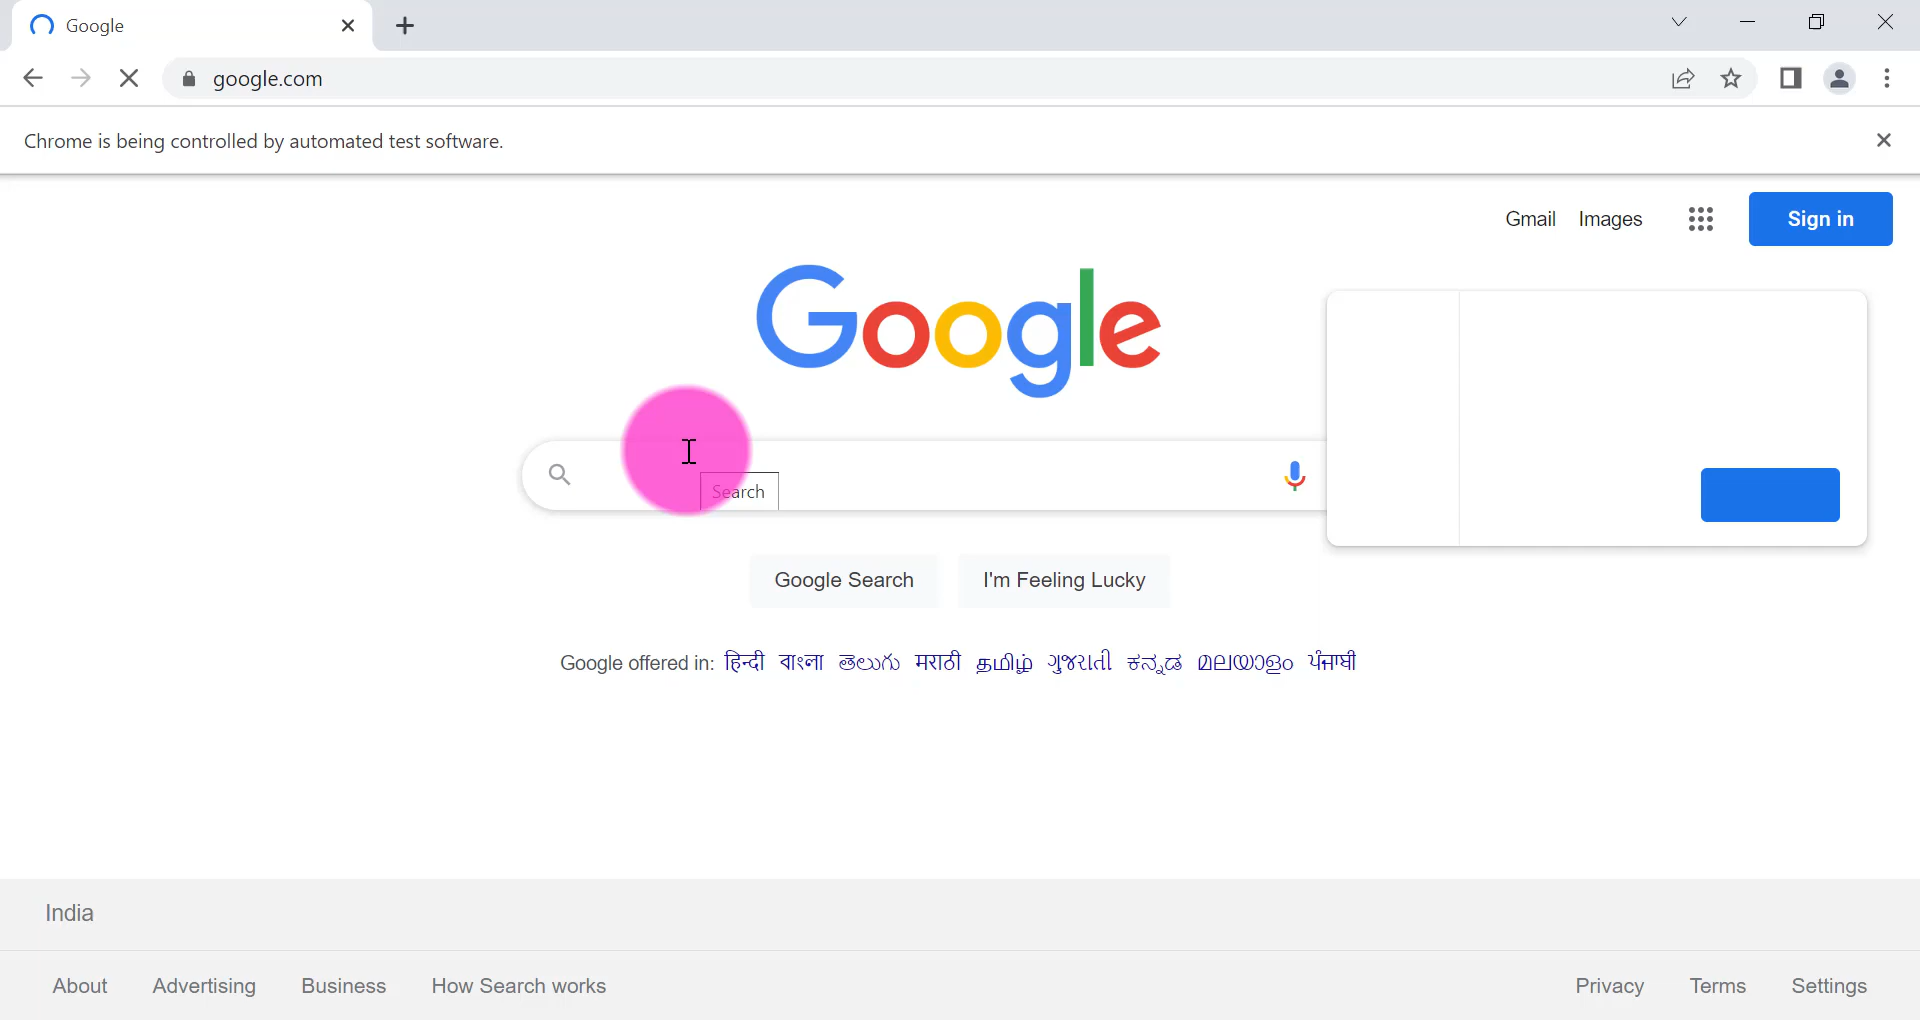 Google
google.com
Chrome is being controlled by automated test software.
Gmail Images Sign in
Google
Search
Google Search I'm Feeling Lucky
Google offered in: हिन्दी বাংলা తెలుగు मराठी தமிழ் ગુજરાતી ಕನ್ನಡ മലയാളം ਪੰਜਾਬੀ
India
About Advertising Business How Search works Privacy Terms Settings